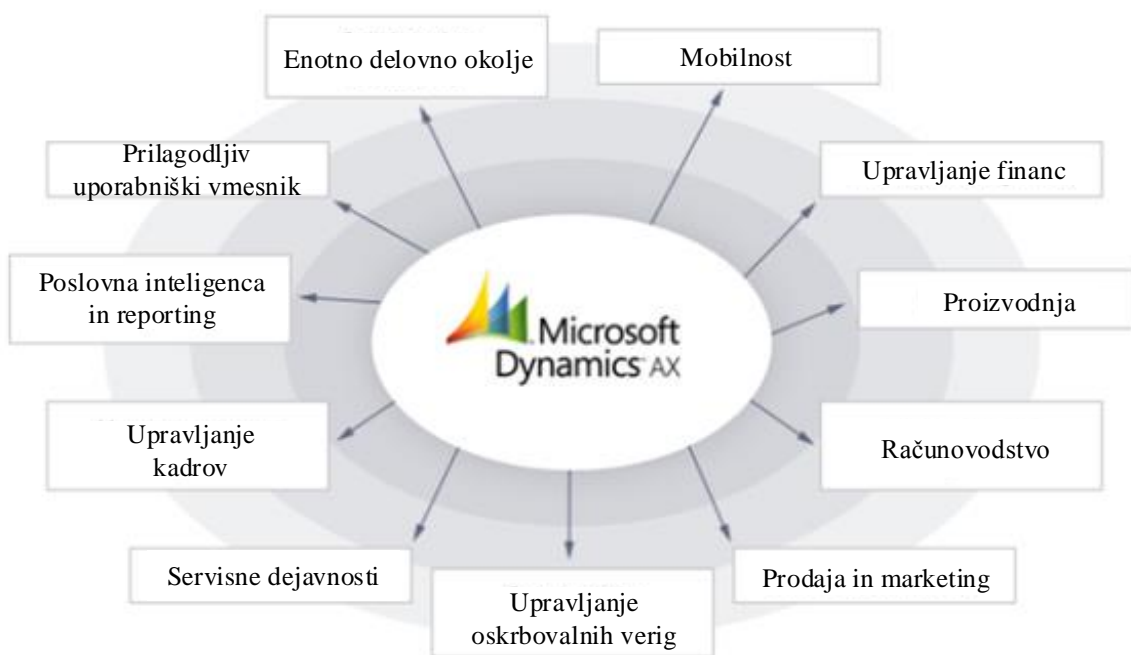 Enotno delovno okolje
Mobilnost
Prilagodljiv
uporabniški vmesnik
Upravljanje financ
Poslovna inteligenca
in reporting
Proizvodnja
Microsoft
Dynamics AX
Upravljanje
kadrov
Računovodstvo
Servisne dejavnosti
Upravljanje
oskrbovalnih verig
Prodaja in marketing